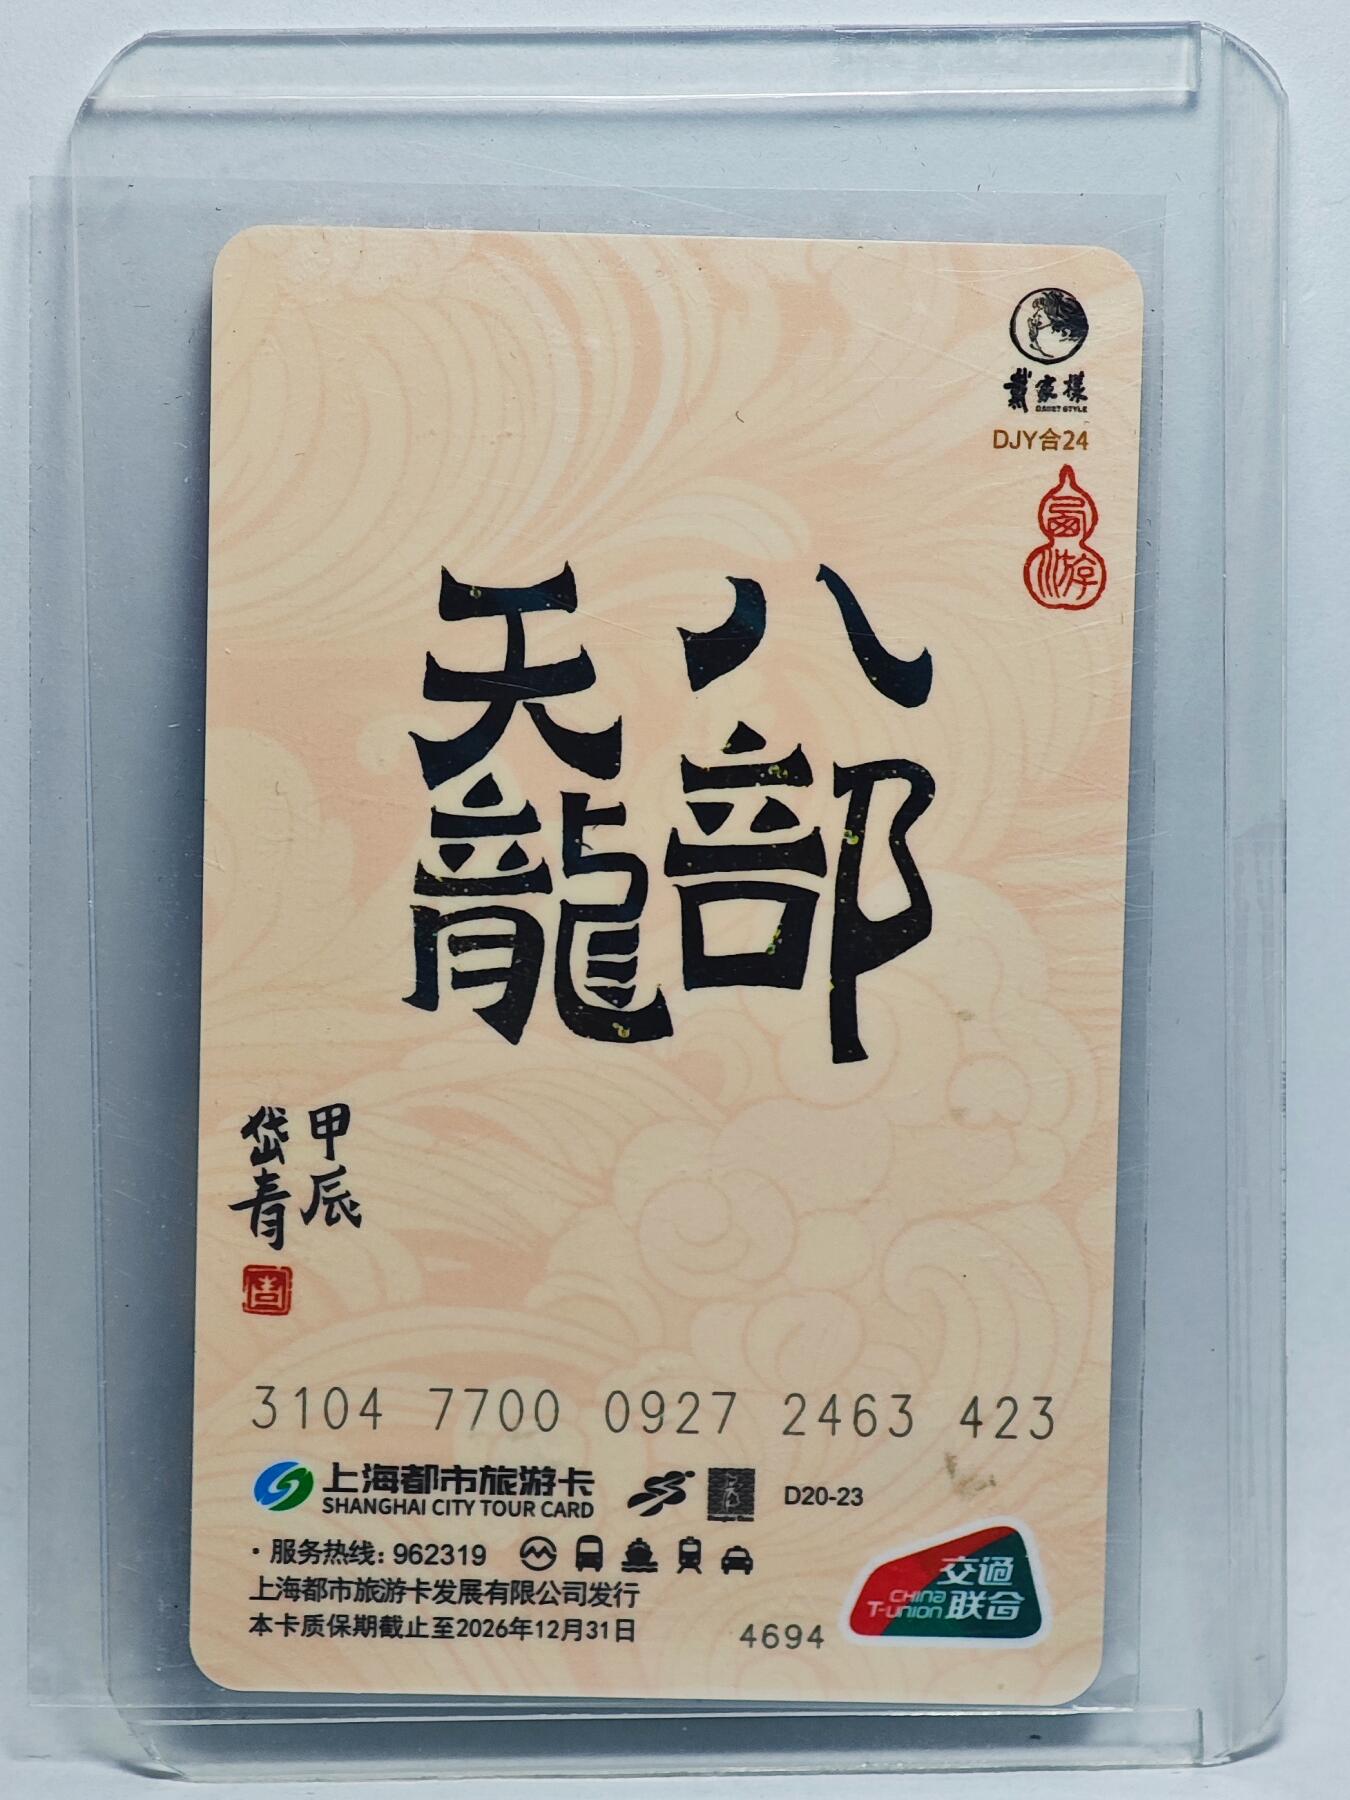 戴家樣
DAUET STYLE
DJY合24
游
天龍
八部
甲辰
岱青
3104 7700 0927 2463 423
上海都市旅游卡
SHANGHAI CITY TOUR CARD
D20-23
·服务热线：962319
上海都市旅游卡发展有限公司发行
本卡质保期截止至2026年12月31日
4694
交通
联合
CHINA
T-UNION